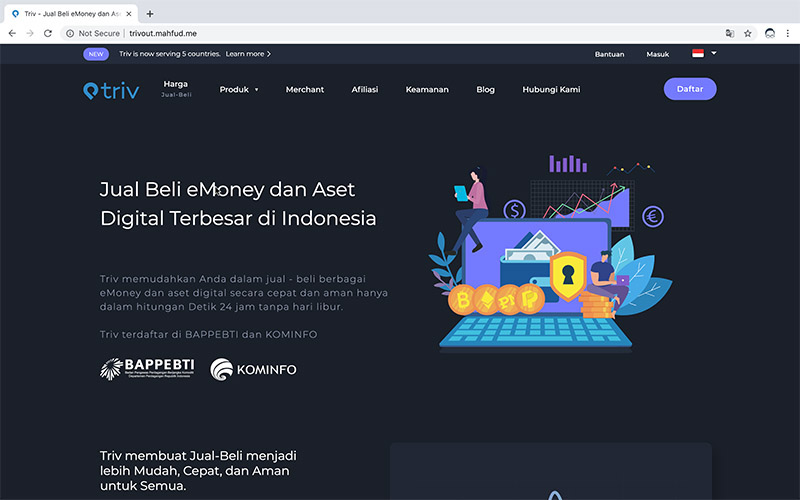 Triv - Jual Beli eMoney dan Ase
Not Secure
trivout.mahfud.me
NEW
Triv is now serving 5 countries. Learn more
Bantuan
Masuk
triv
Harga
Jual-Beli
Produk
Merchant
Afiliasi
Keamanan
Blog
Hubungi Kami
Daftar
Jual Beli eMoney dan Aset
Digital Terbesar di Indonesia
Triv memudahkan Anda dalam jual - beli berbagai
eMoney dan aset digital secara cepat dan aman hanya
dalam hitungan Detik 24 jam tanpa hari libur.
Triv terdaftar di BAPPEBTI dan KOMINFO
BAPPEBTI
KOMINFO
Triv membuat Jual-Beli menjadi
lebih Mudah, Cepat, dan Aman
untuk Semua.